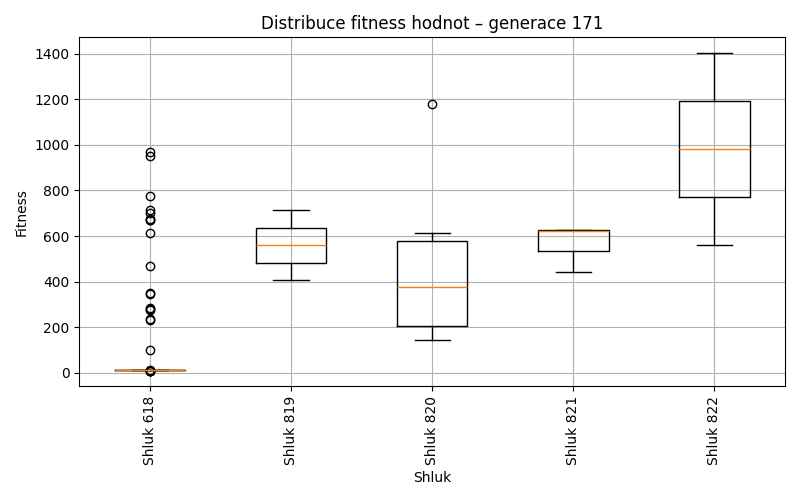 Distribuce fitness hodnot – generace 171
Fitness
1400
1200
1000
800
600
400
200
0
Shluk 618
Shluk 819
Shluk 820
Shluk 821
Shluk 822
Shluk